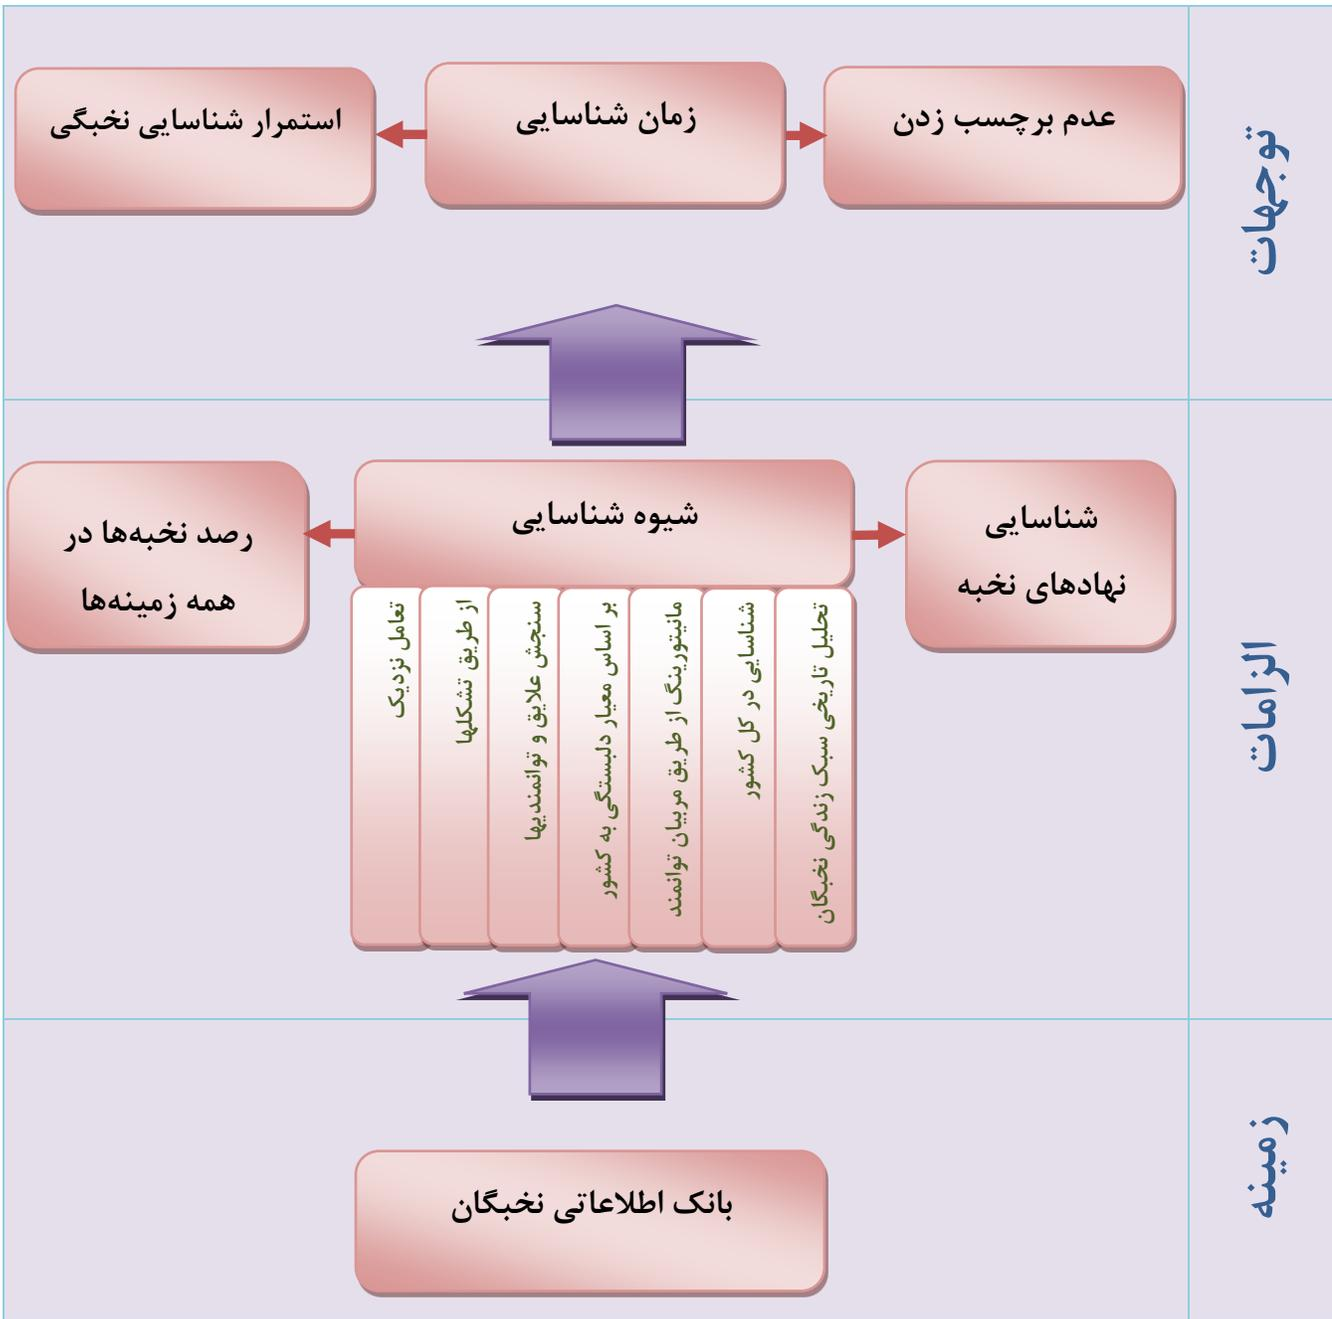 توجهات
عدم برچسب زدن
زمان شناسایی
استمرار شناسایی نخبگی
الزامات
شناسایی
نهادهای نخبه
شیوه شناسایی
رصد نخبه‌ها در
همه زمینه‌ها
تحلیل تاریخی سبک زندگی نخبگان
شناسایی در کل کشور
مانیتورینگ از طریق مربیان توانمند
بر اساس معیار دلبستگی به کشور
سنجش علایق و توانمندیها
از طریق تشکلها
تعامل نزدیک
زمینه
بانک اطلاعاتی نخبگان